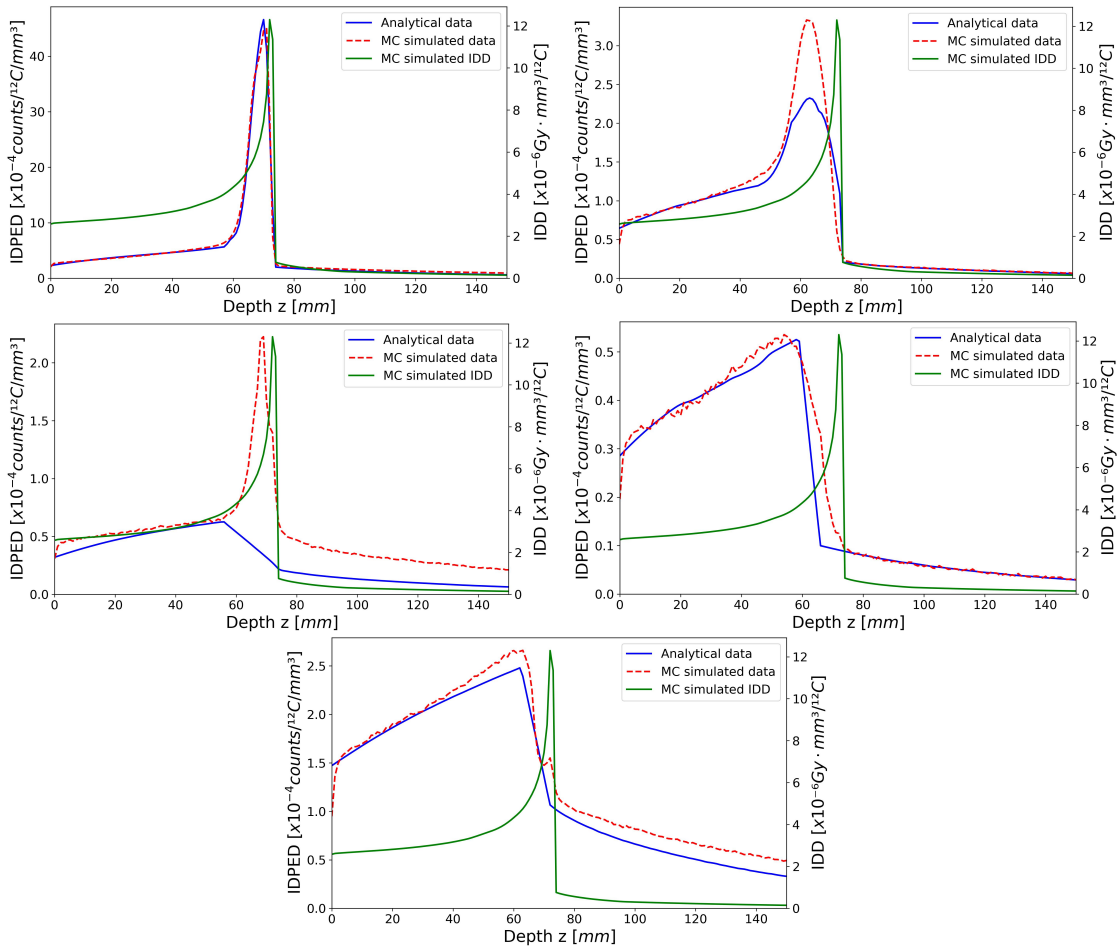 Analytical data
MC simulated data
MC simulated IDD
IDPED [x10⁻⁴counts/¹²C/mm³]
40
30
20
10
0
IDD [x10⁻⁶Gy · mm³/¹²C]
12
10
8
6
4
2
0
0 20 40 60 80 100 120 140
Depth z [mm]
Analytical data
MC simulated data
MC simulated IDD
IDPED [x10⁻⁴counts/¹²C/mm³]
3.0
2.5
2.0
1.5
1.0
0.5
0.0
IDD [x10⁻⁶Gy · mm³/¹²C]
12
10
8
6
4
2
0
0 20 40 60 80 100 120 140
Depth z [mm]
Analytical data
MC simulated data
MC simulated IDD
IDPED [x10⁻⁴counts/¹²C/mm³]
2.0
1.5
1.0
0.5
0.0
IDD [x10⁻⁶Gy · mm³/¹²C]
12
10
8
6
4
2
0
0 20 40 60 80 100 120 140
Depth z [mm]
Analytical data
MC simulated data
MC simulated IDD
IDPED [x10⁻⁴counts/¹²C/mm³]
0.5
0.4
0.3
0.2
0.1
0.0
IDD [x10⁻⁶Gy · mm³/¹²C]
12
10
8
6
4
2
0
0 20 40 60 80 100 120 140
Depth z [mm]
Analytical data
MC simulated data
MC simulated IDD
IDPED [x10⁻⁴counts/¹²C/mm³]
2.5
2.0
1.5
1.0
0.5
0.0
IDD [x10⁻⁶Gy · mm³/¹²C]
12
10
8
6
4
2
0
0 20 40 60 80 100 120 140
Depth z [mm]